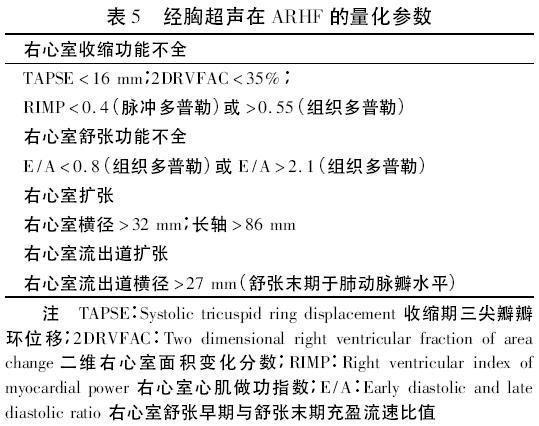 表 5 经胸超声在 ARHF 的量化参数
右心室收缩功能不全
TAPSE<16 mm;2DRVFAC<35%;
RIMP<0.4(脉冲多普勒)或>0.55(组织多普勒)
右心室舒张功能不全
E/A<0.8(组织多普勒)或 E/A>2.1(组织多普勒)
右心室扩张
右心室横径>32 mm;长轴>86 mm
右心室流出道扩张
右心室流出道横径>27 mm(舒张末期于肺动脉瓣水平)
注 TAPSE:Systolic tricuspid ring displacement 收缩期三尖瓣瓣
环位移;2DRVFAC: Two dimensional right ventricular fraction of area
change 二维右心室面积变化分数;RIMP: Right ventricular index of
myocardial power 右心室心肌做功指数;E/A:Early diastolic and late
diastolic ratio 右心室舒张早期与舒张末期充盈流速比值